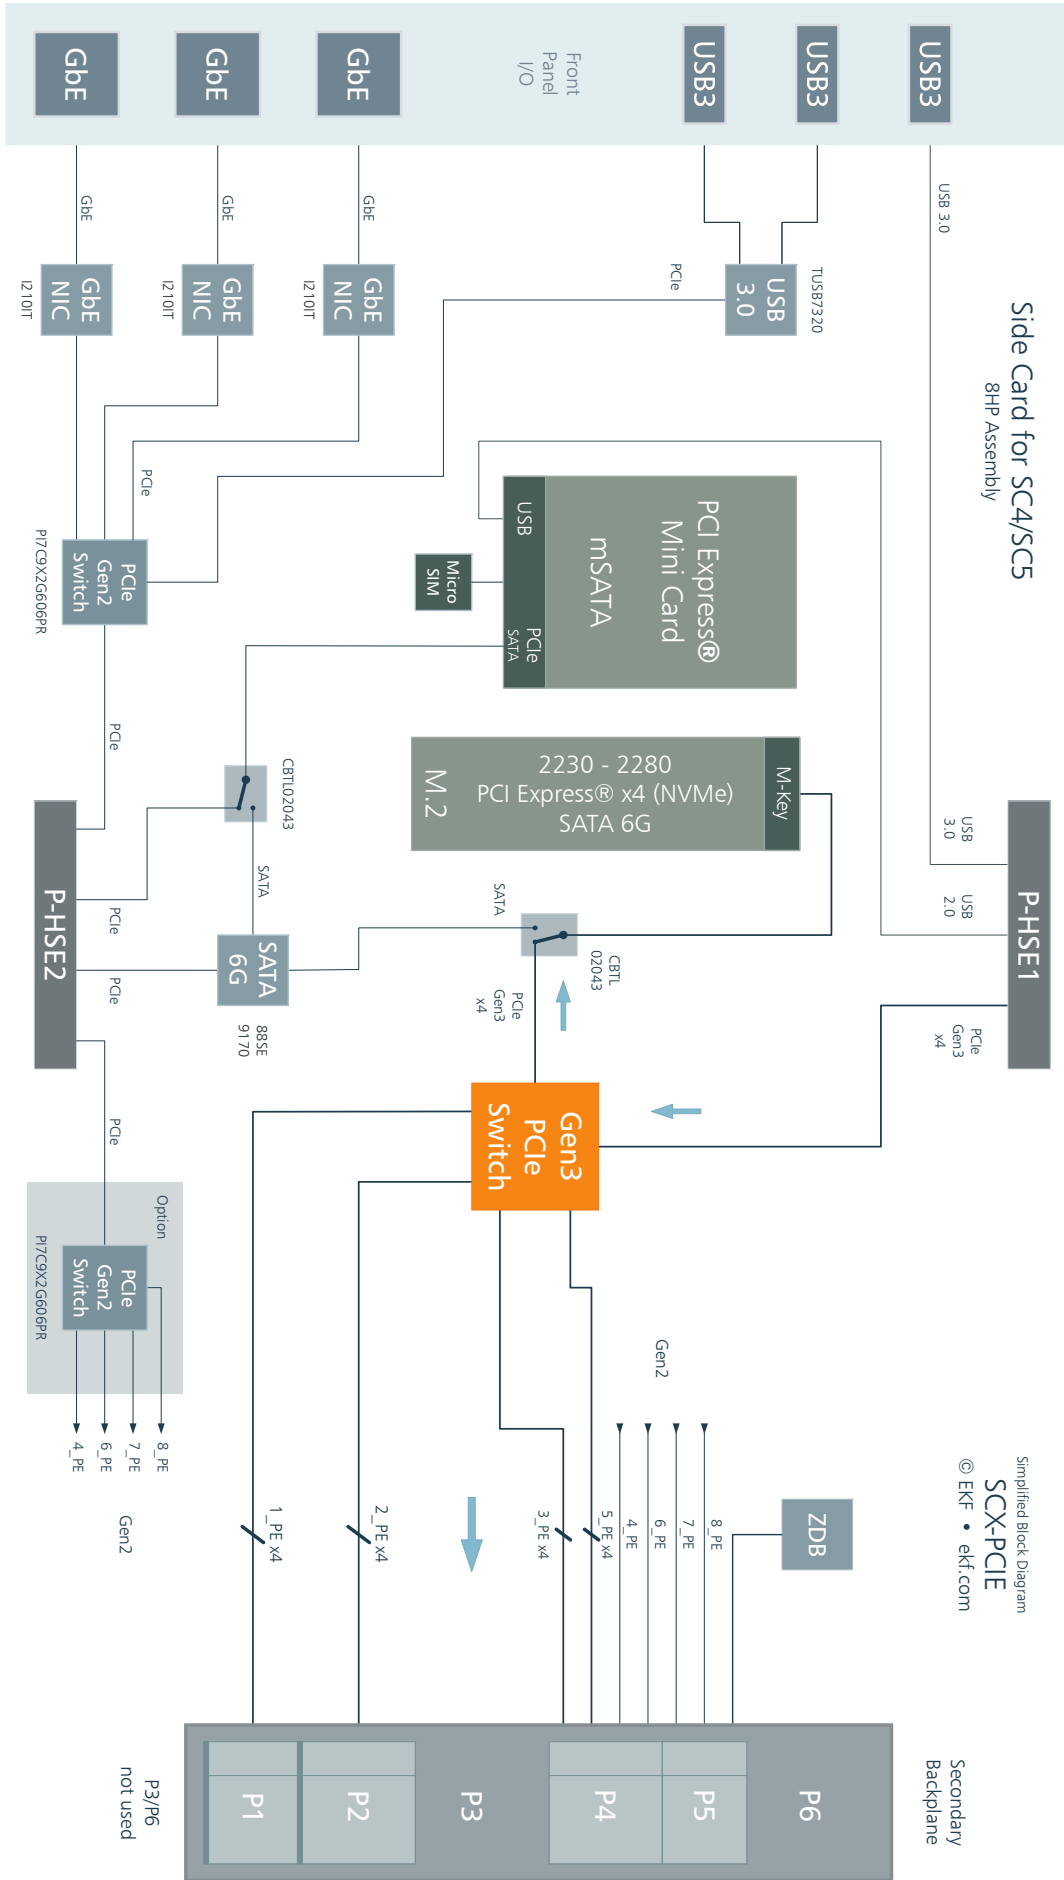 Side Card for SC4/SC5
8HP Assembly
Simplified Block Diagram
SCX-PCIE
© EKF • ekf.com
USB3
USB3
USB3
Front
Panel
I/O
GbE
GbE
GbE
USB 3.0
GbE
GbE
GbE
TUSB7320
USB
3.0
PCIe
GbE
NIC
I210IT
GbE
NIC
I210IT
GbE
NIC
I210IT
PCIe
PCIe
Gen2
Switch
PI7C9X2G606PR
PCIe
PCI Express®
Mini Card
mSATA
USB
PCIe
SATA
Micro
SIM
M-Key
2230 - 2280
PCI Express® x4 (NVMe)
SATA 6G
M.2
CBTL02043
SATA
SATA
CBTL
02043
PCIe
Gen3
x4
USB
3.0
USB
2.0
PCIe
Gen3
x4
P-HSE1
P-HSE2
PCIe
PCIe
PCIe
SATA
6G
88SE
9170
Gen3
PCIe
Switch
Option
PCIe
Gen2
Switch
PI7C9X2G606PR
8_PE
7_PE
6_PE
4_PE
Gen2
Gen2
ZDB
8_PE
7_PE
6_PE
4_PE
5_PE x4
3_PE x4
2_PE x4
1_PE x4
Secondary
Backplane
P6
P5
P4
P3
P2
P1
P3/P6
not used